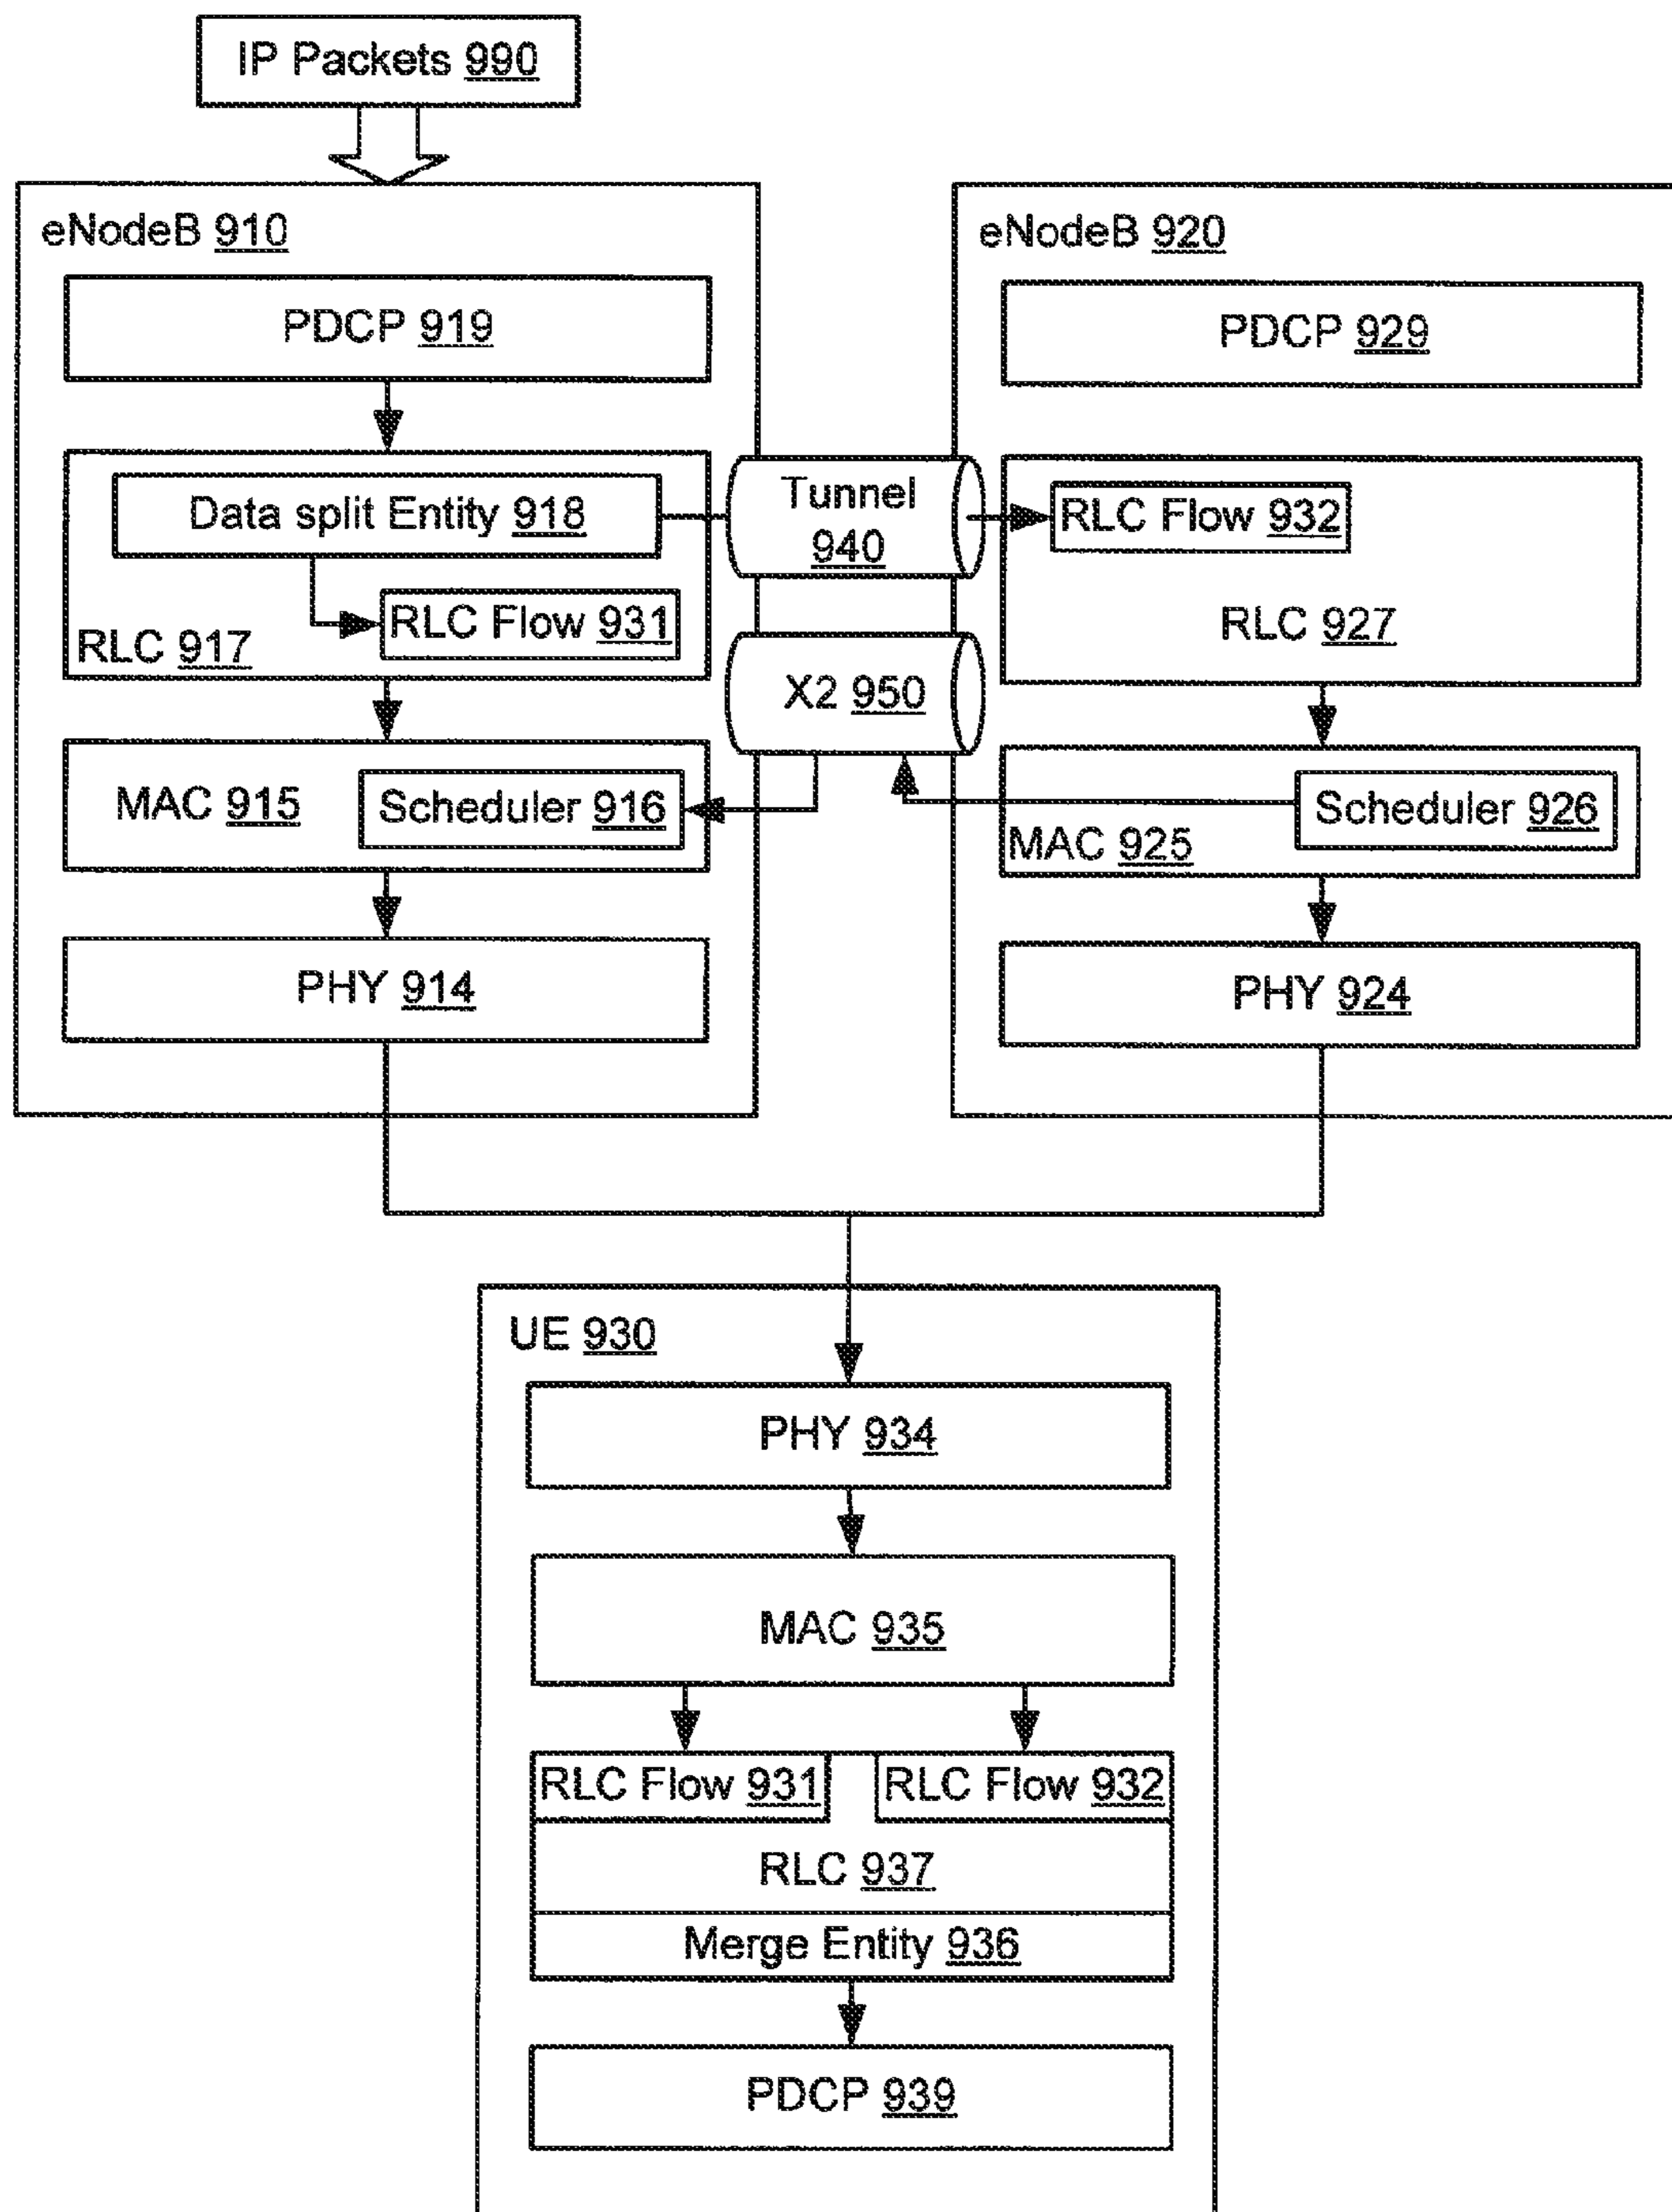 IP Packets 990
eNodeB 910
PDCP 919
Data split Entity 918
RLC Flow 931
RLC 917
MAC 915
Scheduler 916
PHY 914
Tunnel
940
X2 950
eNodeB 920
PDCP 929
RLC Flow 932
RLC 927
Scheduler 926
MAC 925
PHY 924
UE 930
PHY 934
MAC 935
RLC Flow 931
RLC Flow 932
RLC 937
Merge Entity 936
PDCP 939